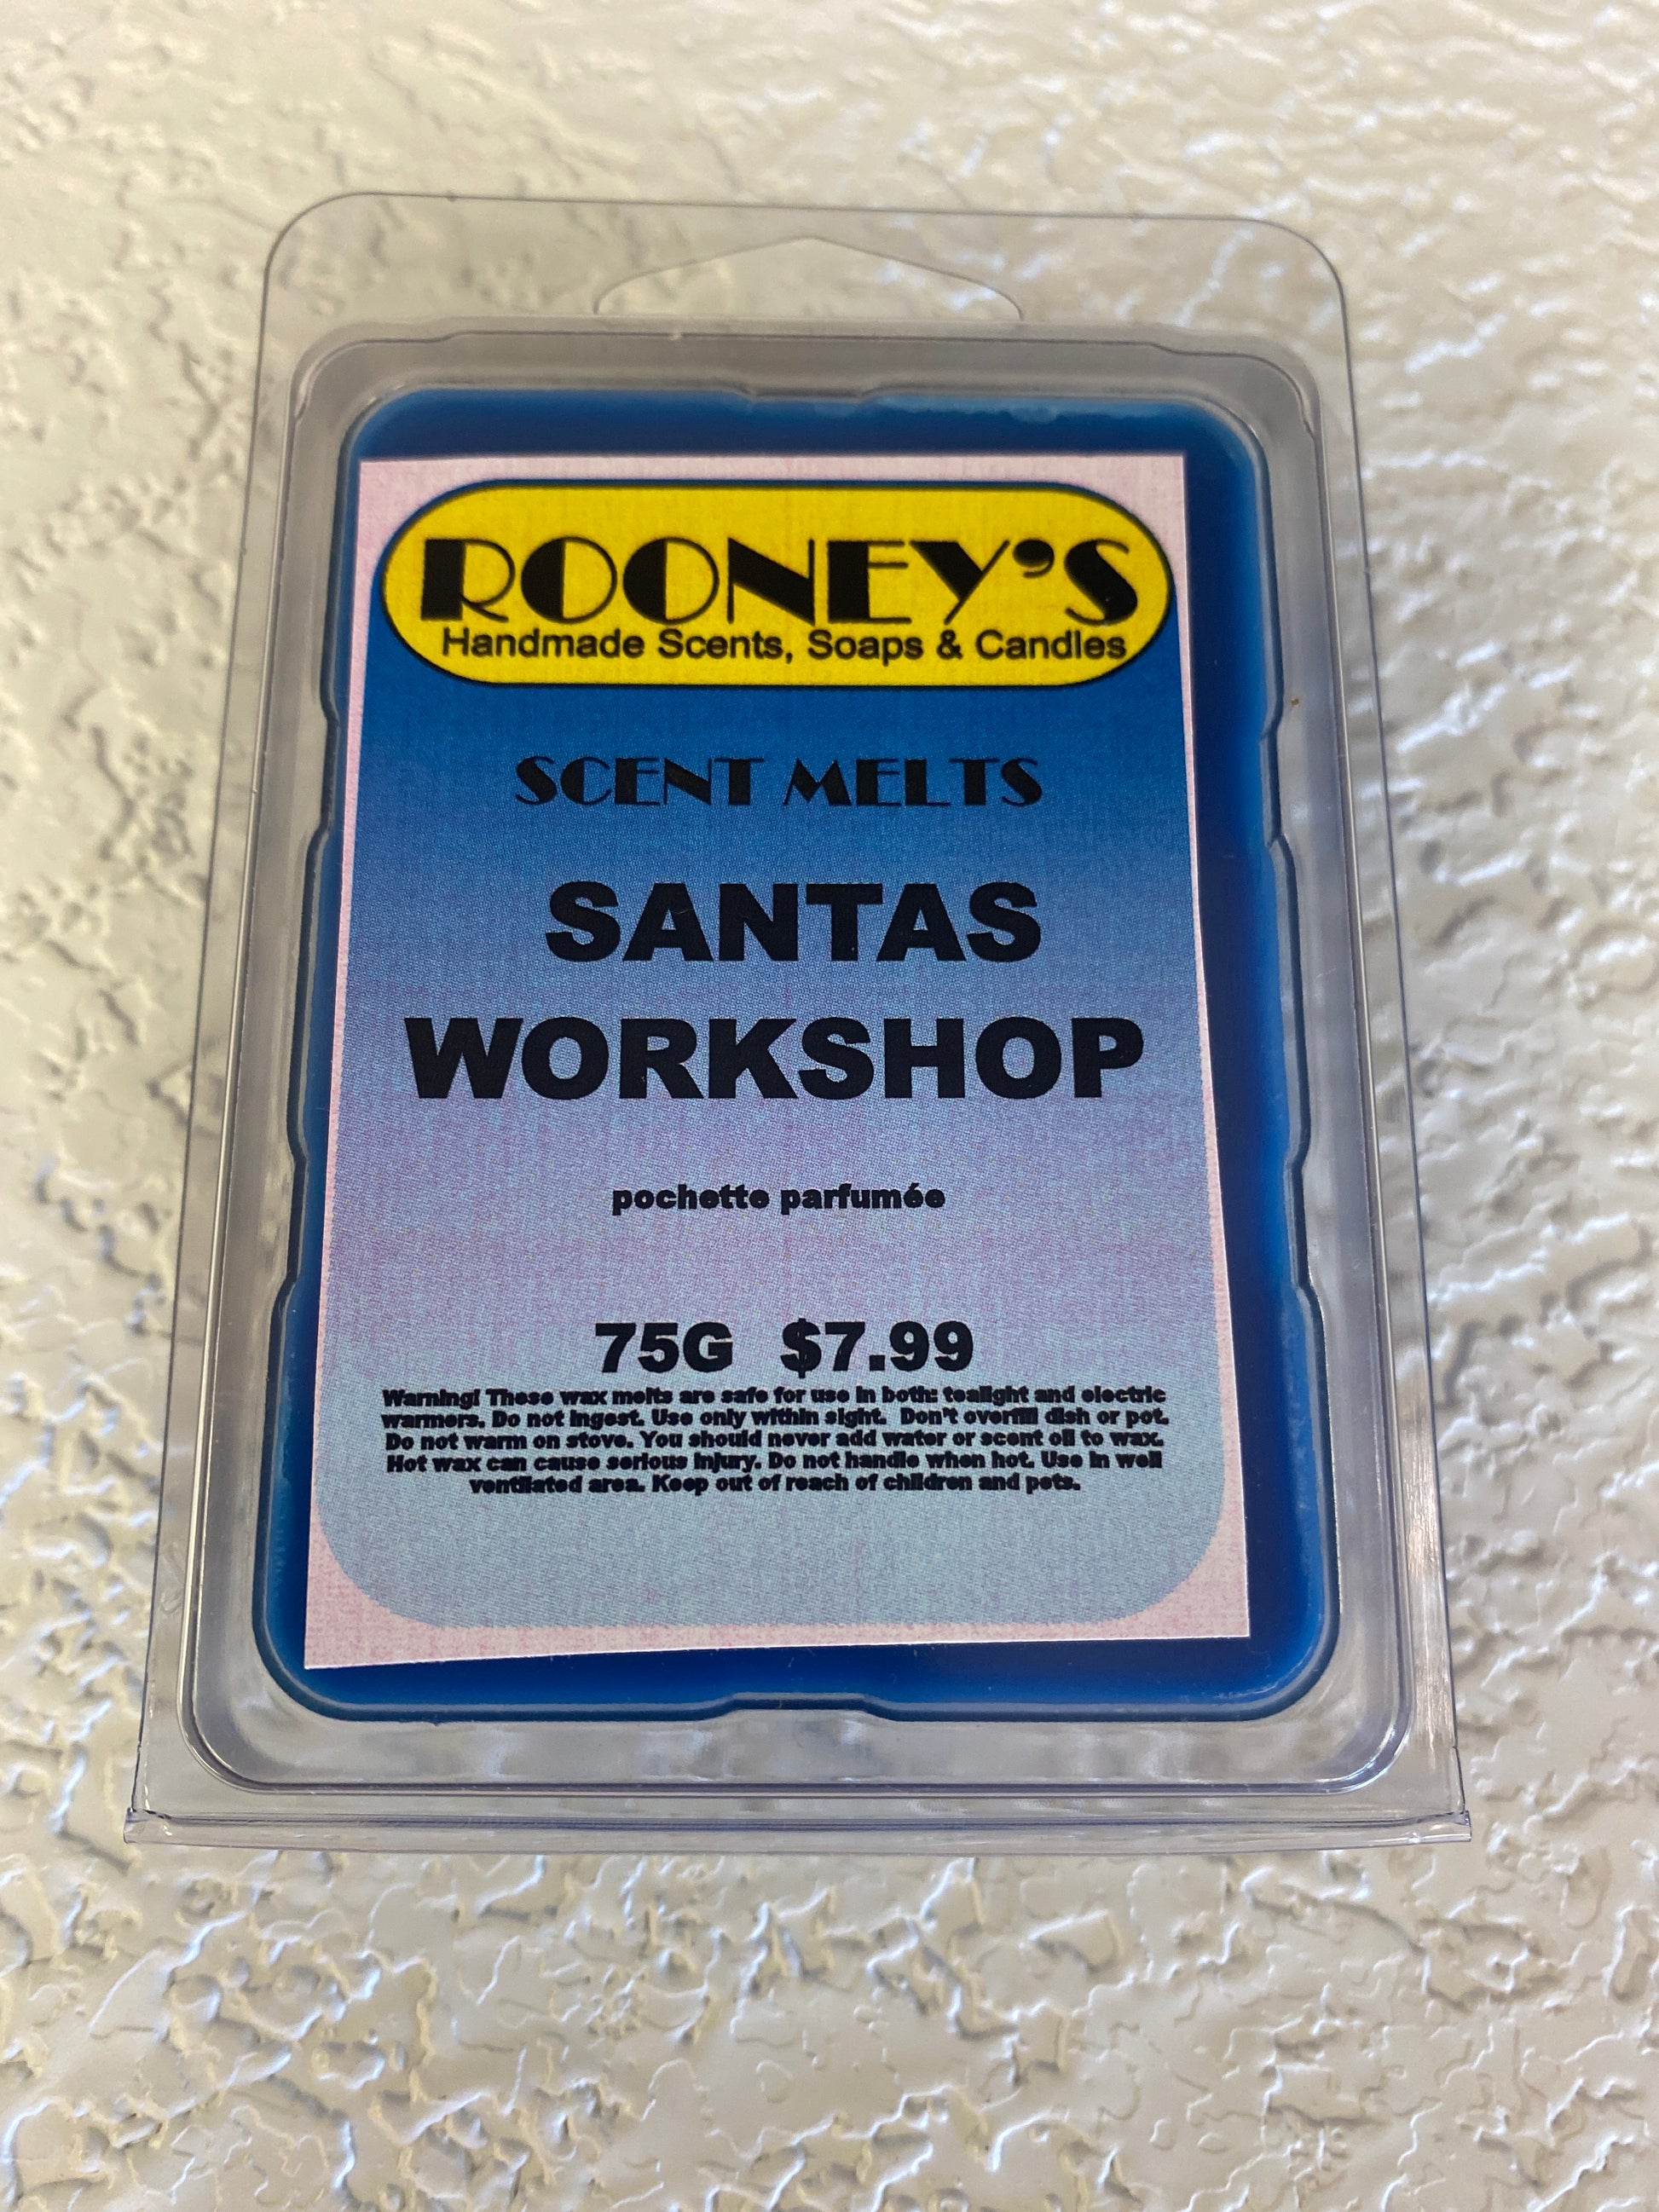 ROONEY'S
Handmade Scents, Soaps & Candles
SCENT MELTS
SANTAS
WORKSHOP
pochette parfumée
75G $7.99
Warning! These wax melts are safe for use in both: tealight and electric
warmers. Do not ingest. Use only within sight. Don't overfill dish or pot.
Do not warm on stove. You should never add water or scent oil to wax.
Hot wax can cause serious injury. Do not handle when hot. Use in well
ventilated area. Keep out of reach of children and pets.